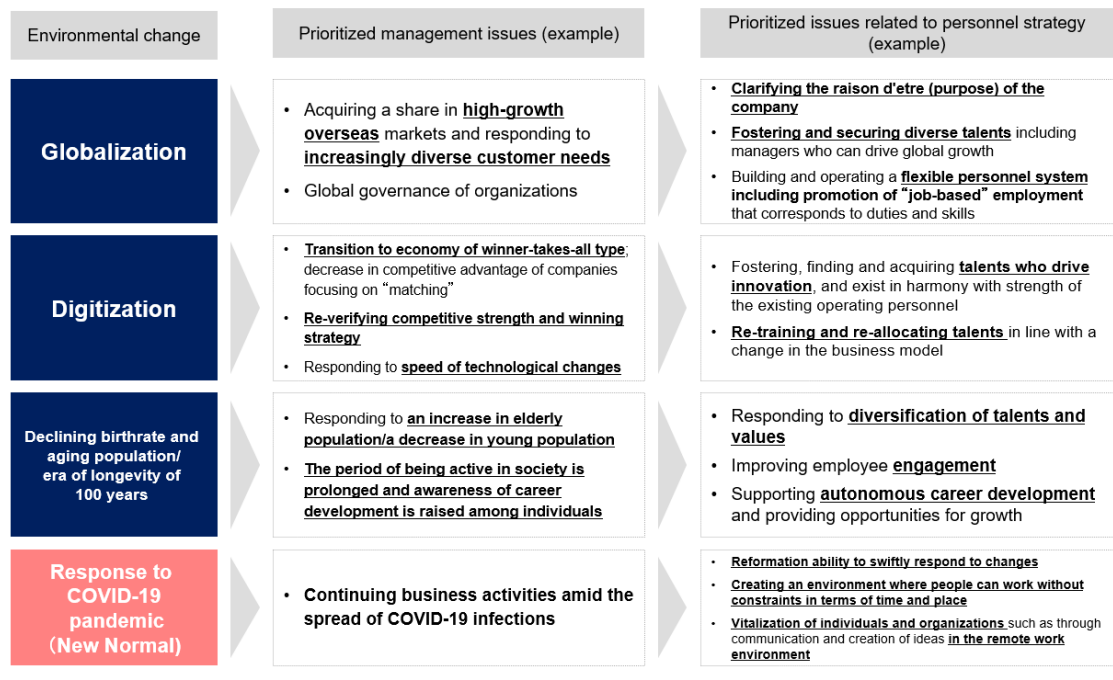 Environmental change
Prioritized management issues (example)
Prioritized issues related to personnel strategy
(example)
Globalization
• Acquiring a share in high-growth
overseas markets and responding to
increasingly diverse customer needs
• Global governance of organizations
• Clarifying the raison d'etre (purpose) of the
company
• Fostering and securing diverse talents including
managers who can drive global growth
• Building and operating a flexible personnel system
including promotion of “job-based” employment
that corresponds to duties and skills
Digitization
• Transition to economy of winner-takes-all type;
decrease in competitive advantage of companies
focusing on “matching”
• Re-verifying competitive strength and winning
strategy
• Responding to speed of technological changes
• Fostering, finding and acquiring talents who drive
innovation, and exist in harmony with strength of
the existing operating personnel
• Re-training and re-allocating talents in line with a
change in the business model
Declining birthrate and
aging population/
era of longevity of
100 years
• Responding to an increase in elderly
population/a decrease in young population
• The period of being active in society is
prolonged and awareness of career
development is raised among individuals
• Responding to diversification of talents and
values
• Improving employee engagement
• Supporting autonomous career development
and providing opportunities for growth
Response to
COVID-19
pandemic
（New Normal)
• Continuing business activities amid the
spread of COVID-19 infections
• Reformation ability to swiftly respond to changes
• Creating an environment where people can work without
constraints in terms of time and place
• Vitalization of individuals and organizations such as through
communication and creation of ideas in the remote work
environment